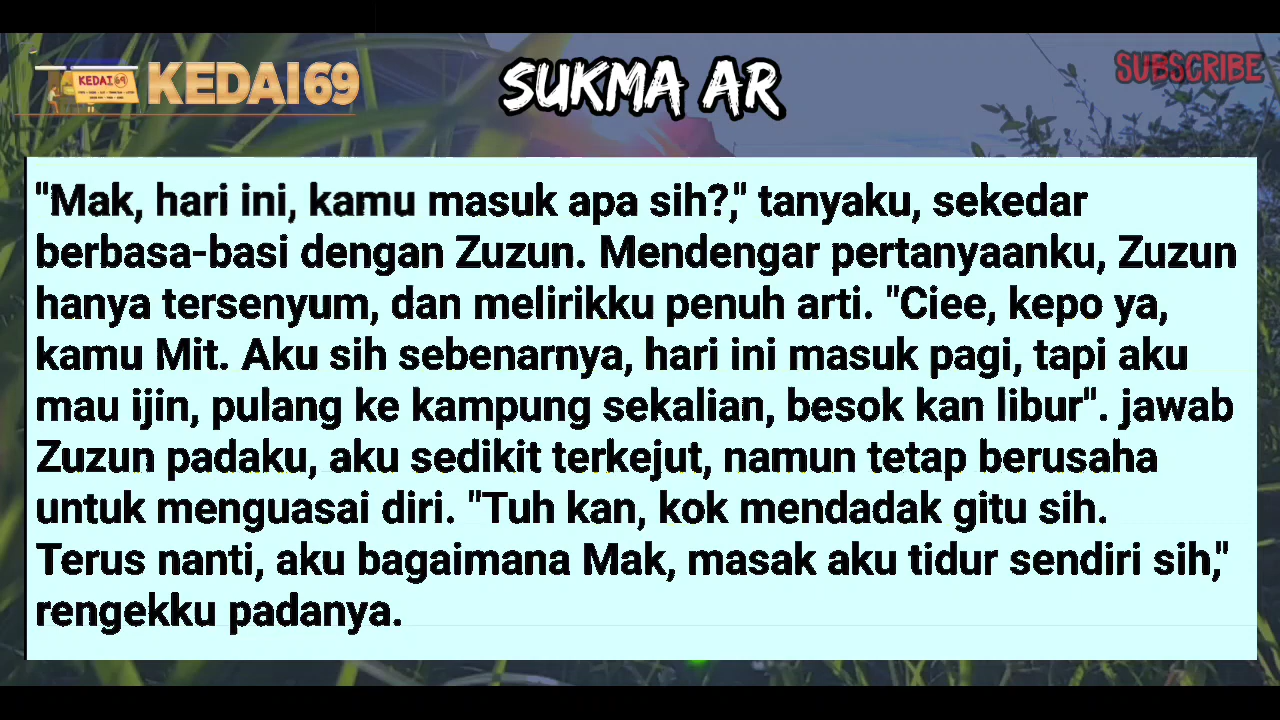 KEDAI69
KEDAI69
SUKMA AR
SUBSCRIBE
"Mak, hari ini, kamu masuk apa sih?," tanyaku, sekedar
berbasa-basi dengan Zuzun. Mendengar pertanyaanku, Zuzun
hanya tersenyum, dan melirikku penuh arti. "Ciee, kepo ya,
kamu Mit. Aku sih sebenarnya, hari ini masuk pagi, tapi aku
mau ijin, pulang ke kampung sekalian, besok kan libur". jawab
Zuzun padaku, aku sedikit terkejut, namun tetap berusaha
untuk menguasai diri. "Tuh kan, kok mendadak gitu sih.
Terus nanti, aku bagaimana Mak, masak aku tidur sendiri sih,"
rengekku padanya.